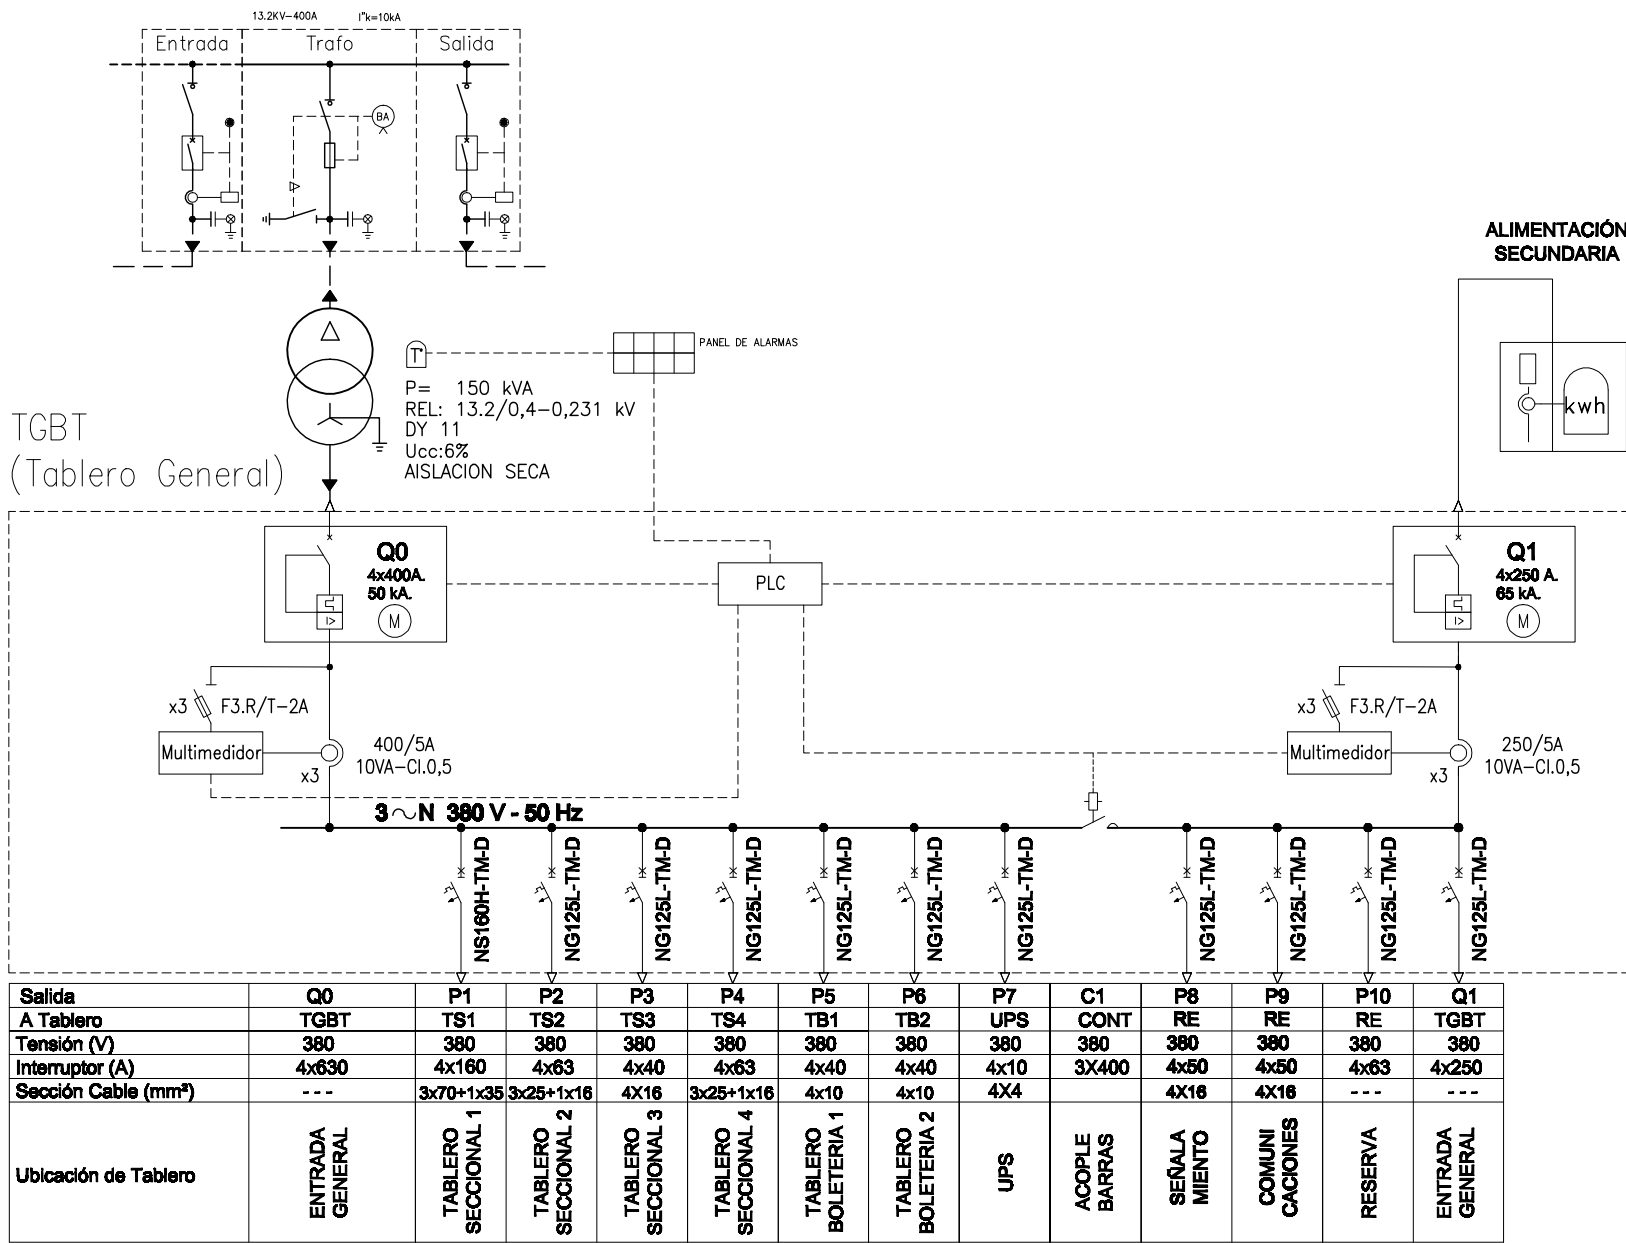 13.2KV-400A I"k=10kA
Entrada Trafo Salida
BA
ALIMENTACIÓN
SECUNDARIA
T°
PANEL DE ALARMAS
P= 150 kVA
REL: 13.2/0,4-0,231 kV
DY 11
Ucc:6%
AISLACION SECA
kwh
TGBT
(Tablero General)
Q0
4x400A.
50 kA.
M
I>
PLC
Q1
4x250 A.
65 kA.
M
I>
x3 F3.R/T-2A
Multimedidor
x3
400/5A
10VA-Cl.0,5
x3 F3.R/T-2A
Multimedidor
x3
250/5A
10VA-Cl.0,5
3 ~ N 380 V - 50 Hz
NS160H-TM-D
NG125L-TM-D
NG125L-TM-D
NG125L-TM-D
NG125L-TM-D
NG125L-TM-D
NG125L-TM-D
NG125L-TM-D
NG125L-TM-D
NG125L-TM-D
NG125L-TM-D
Salida Q0 P1 P2 P3 P4 P5 P6 P7 C1 P8 P9 P10 Q1
A Tablero TGBT TS1 TS2 TS3 TS4 TB1 TB2 UPS CONT RE RE RE TGBT
Tensión (V) 380 380 380 380 380 380 380 380 380 380 380 380 380
Interruptor (A) 4x630 4x160 4x63 4x40 4x63 4x40 4x40 4x10 3X400 4x50 4x50 4x63 4x250
Sección Cable (mm²) --- 3x70+1x35 3x25+1x16 4X16 3x25+1x16 4x10 4x10 4X4 4X16 4X16 --- ---
Ubicación de Tablero
ENTRADA
GENERAL
TABLERO
SECCIONAL 1
TABLERO
SECCIONAL 2
TABLERO
SECCIONAL 3
TABLERO
SECCIONAL 4
TABLERO
BOLETERIA 1
TABLERO
BOLETERIA 2
UPS
ACOPLE
BARRAS
SEÑALA
MIENTO
COMUNI
CACIONES
RESERVA
ENTRADA
GENERAL